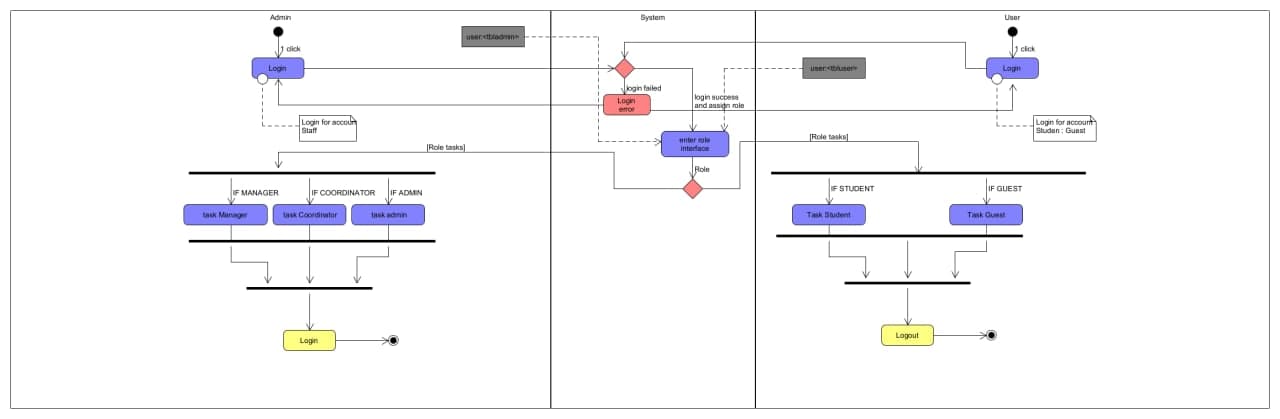 Admin
System
User
user:<tbladmin>
1 click
1 click
Login
user:<tbluser>
Login
login failed
Login
error
login success
and assign role
Login for accoun
Staff
Login for account
Studen : Guest
enter role
interface
[Role tasks]
[Role tasks]
Role
IF MANAGER
IF COORDINATOR
IF ADMIN
IF STUDENT
IF GUEST
task Manager
task Coordinator
task admin
Task Student
Task Guest
Login
Logout